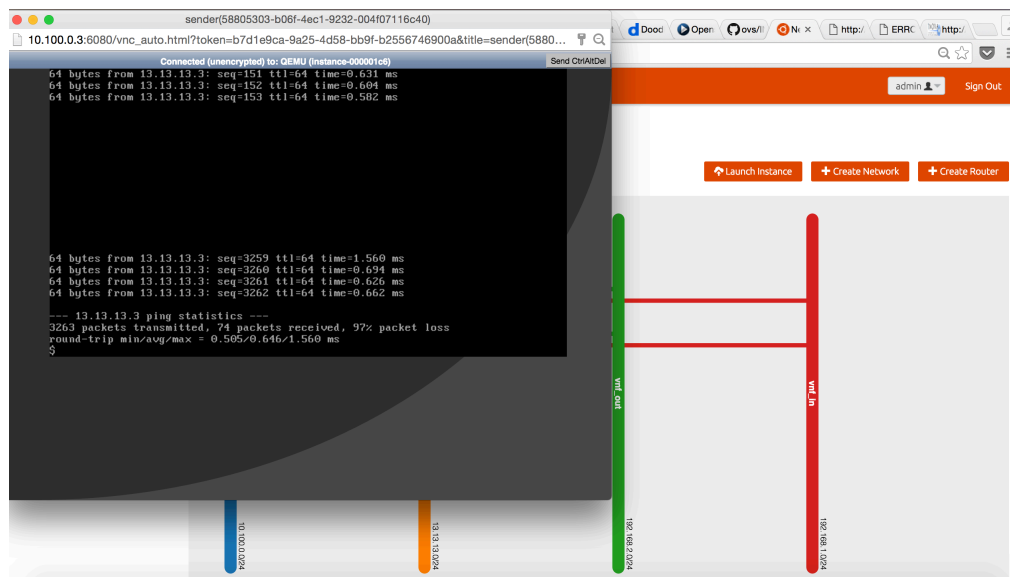 sender(58805303-b06f-4ec1-9232-004f07116c40)
10.100.0.3:6080/vnc_auto.html?token=b7d1e9ca-9a25-4d58-bb9f-b2556746900a&title=sender(5880...
Connected (unencrypted) to: QEMU (instance-000001c6)
Send CtrlAltDel
64 bytes from 13.13.13.3: seq=151 ttl=64 time=0.631 ms
64 bytes from 13.13.13.3: seq=152 ttl=64 time=0.604 ms
64 bytes from 13.13.13.3: seq=153 ttl=64 time=0.582 ms
64 bytes from 13.13.13.3: seq=3259 ttl=64 time=1.560 ms
64 bytes from 13.13.13.3: seq=3260 ttl=64 time=0.694 ms
64 bytes from 13.13.13.3: seq=3261 ttl=64 time=0.626 ms
64 bytes from 13.13.13.3: seq=3262 ttl=64 time=0.662 ms
--- 13.13.13.3 ping statistics ---
3263 packets transmitted, 74 packets received, 97% packet loss
round-trip min/avg/max = 0.505/0.646/1.560 ms
$
Dood
Open
ovs/
Ne
http:/
ERRC
http:/
admin
Sign Out
Launch Instance
Create Network
Create Router
vnf_out
vnf_in
10.100.0.0/24
13.13.13.0/24
192.168.2.0/24
192.168.1.0/24